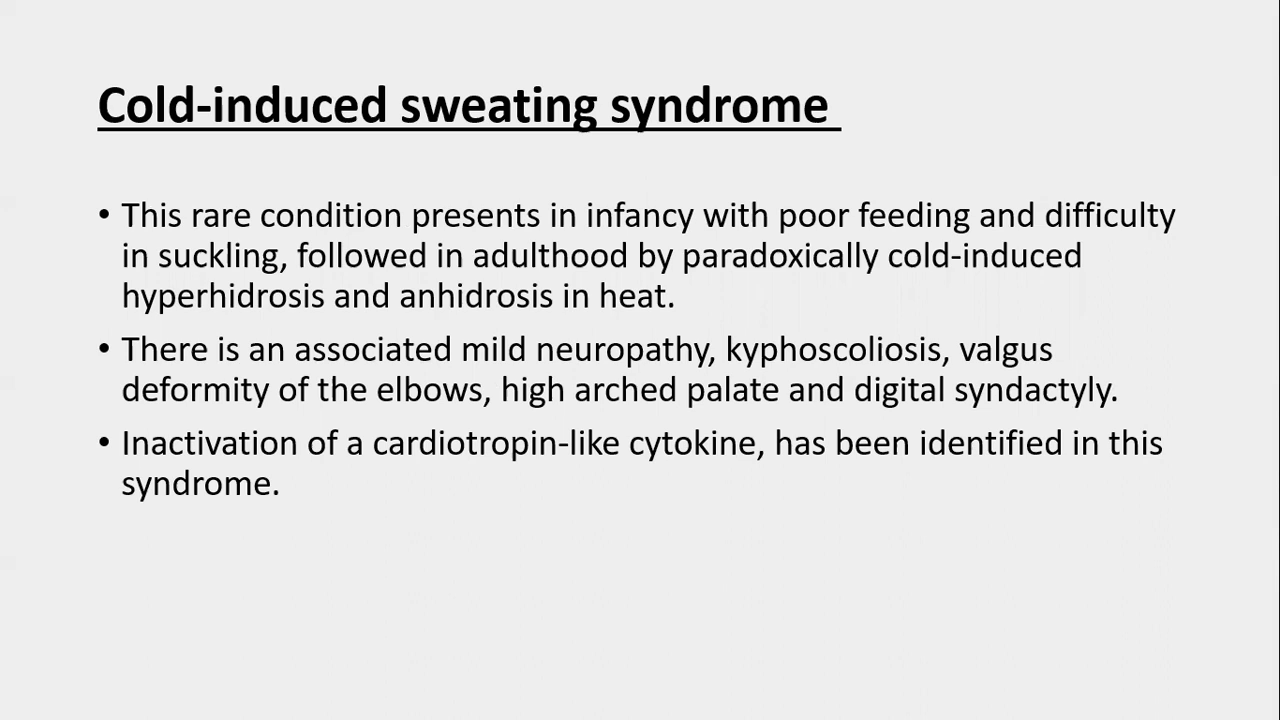 Cold-induced sweating syndrome
• This rare condition presents in infancy with poor feeding and difficulty
in suckling, followed in adulthood by paradoxically cold-induced
hyperhidrosis and anhidrosis in heat.
• There is an associated mild neuropathy, kyphoscoliosis, valgus
deformity of the elbows, high arched palate and digital syndactyly.
• Inactivation of a cardiotropin-like cytokine, has been identified in this
syndrome.